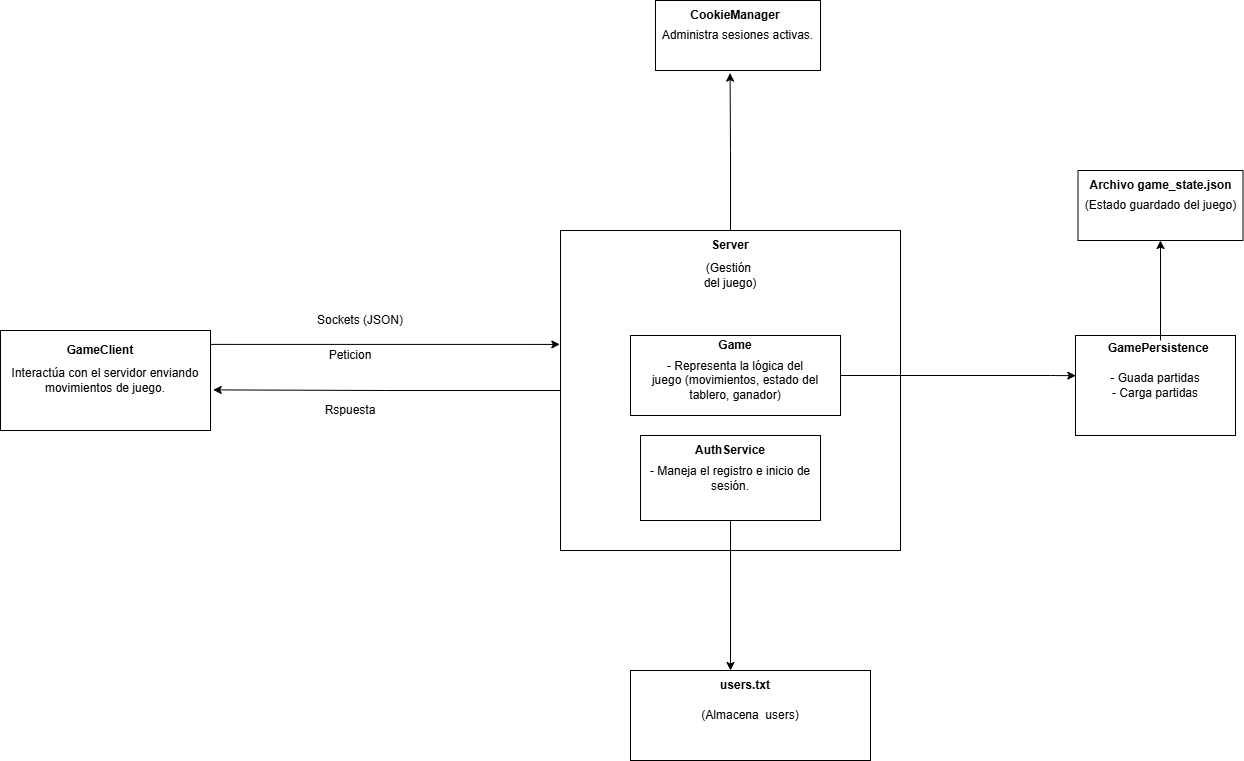 CookieManager
Administra sesiones activas.
Archivo game_state.json
(Estado guardado del juego)
Server
(Gestión
del juego)
Sockets (JSON)
Peticion
Rspuesta
GameClient
Interactúa con el servidor enviando
movimientos de juego.
Game
- Representa la lógica del
juego (movimientos, estado del
tablero, ganador)
GamePersistence
- Guada partidas
- Carga partidas
AuthService
- Maneja el registro e inicio de
sesión.
users.txt
(Almacena users)